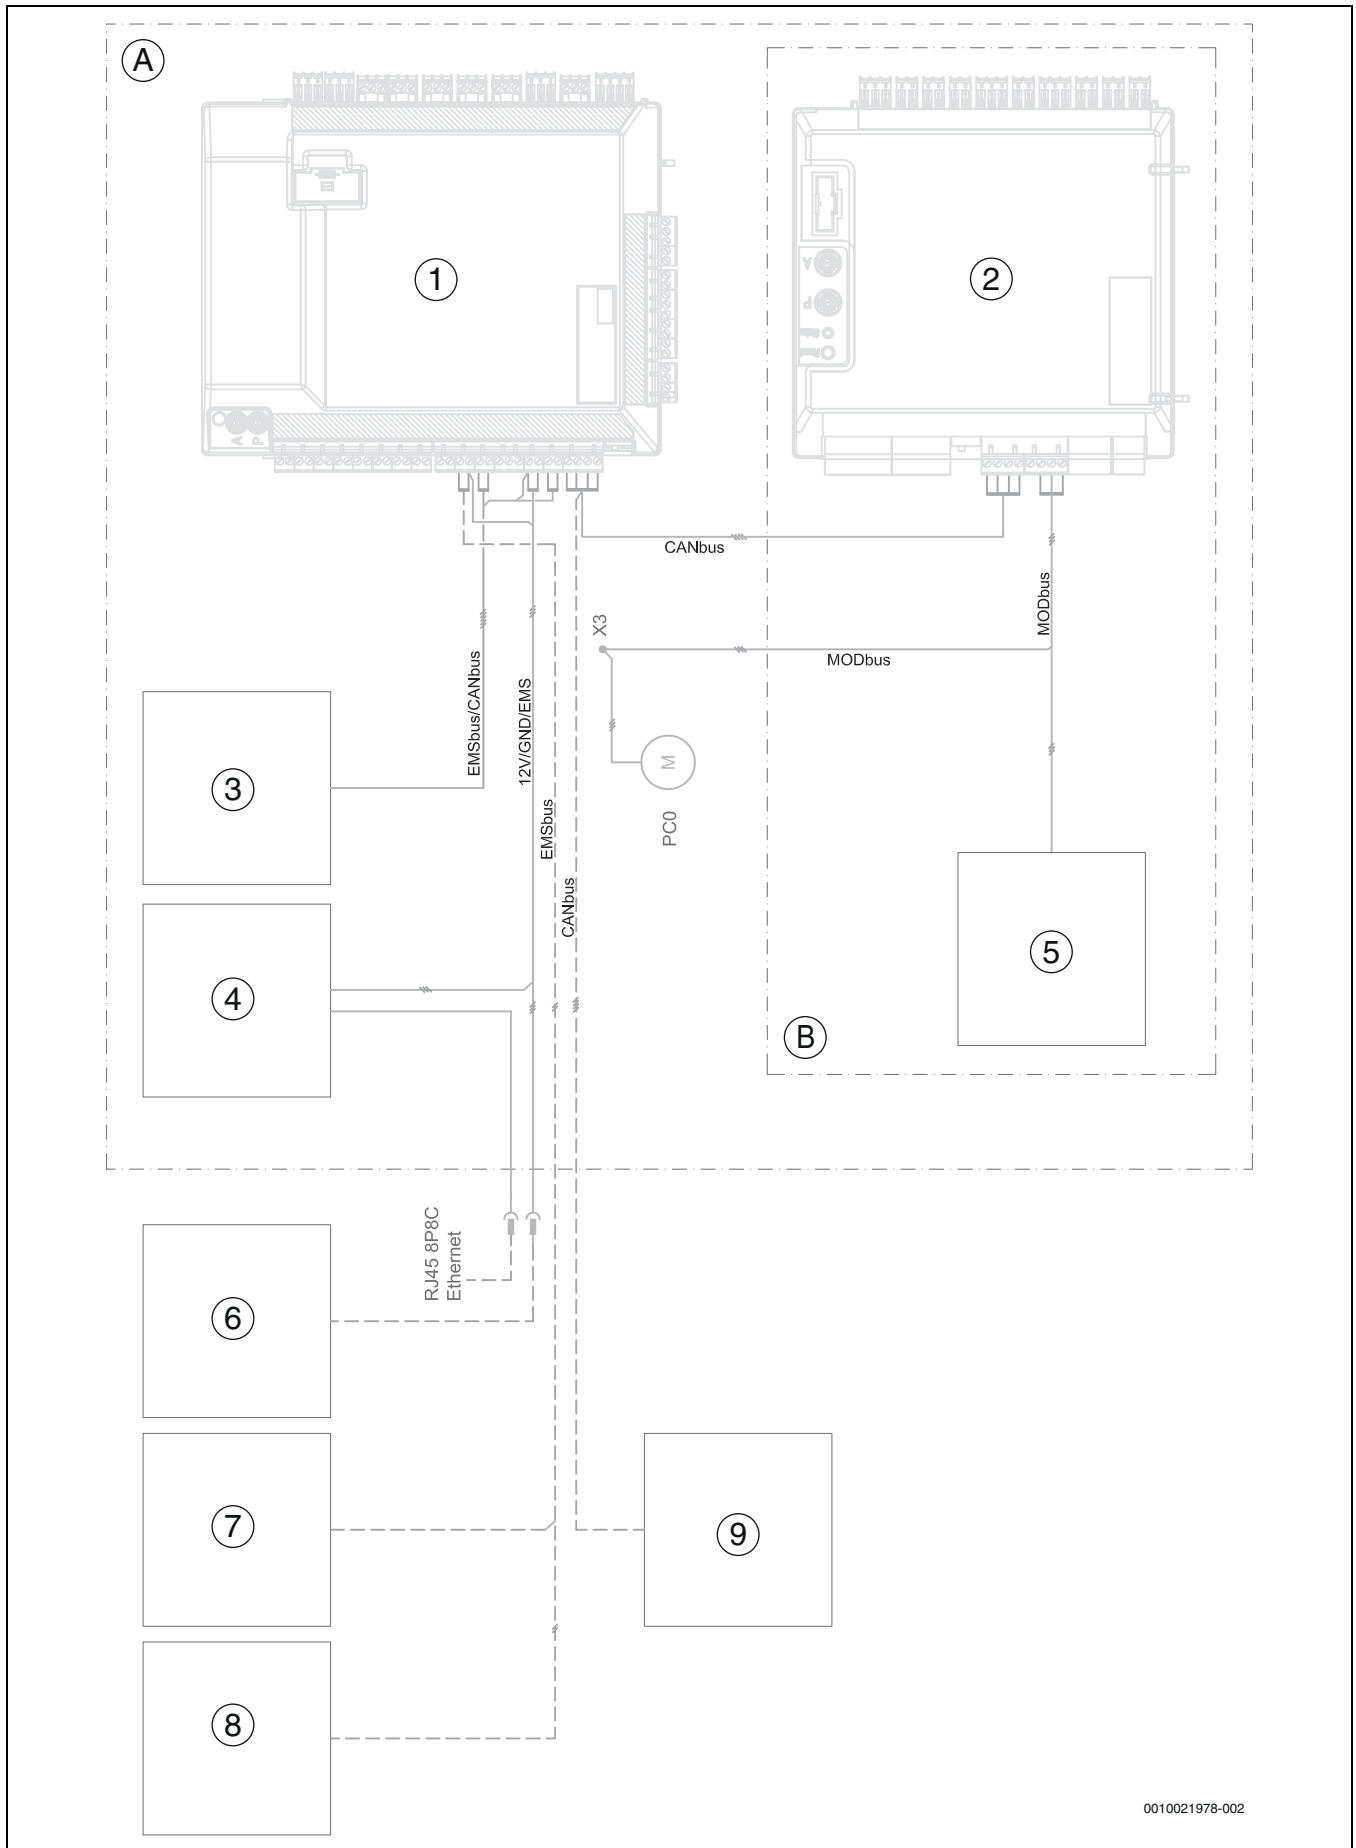 A
1
2
A
P
A
P
CANbus
MODbus
X3
MODbus
EMSbus/CANbus
12V/GND/EMS
M
PC0
EMSbus
CANbus
3
4
5
B
RJ45 8P8C
Ethernet
6
7
9
8
0010021978-002